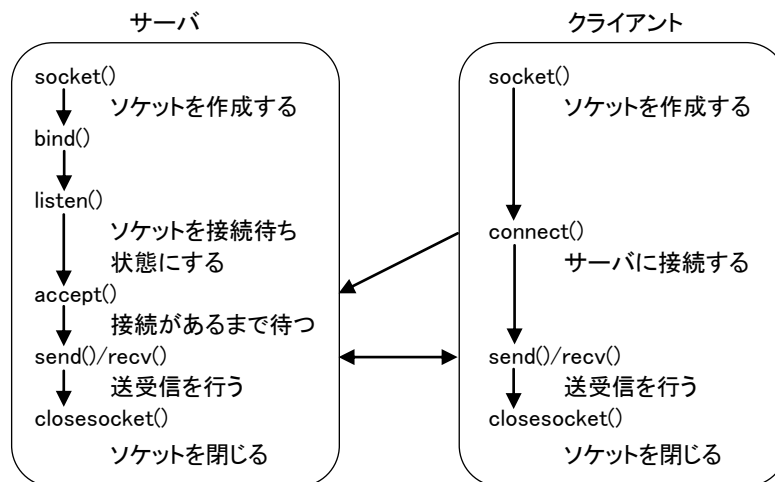 サーバ
socket()
ソケットを作成する
bind()
listen()
ソケットを接続待ち
状態にする
accept()
接続があるまで待つ
send()/recv()
送受信を行う
closesocket()
ソケットを閉じる
クライアント
socket()
ソケットを作成する
connect()
サーバに接続する
send()/recv()
送受信を行う
closesocket()
ソケットを閉じる